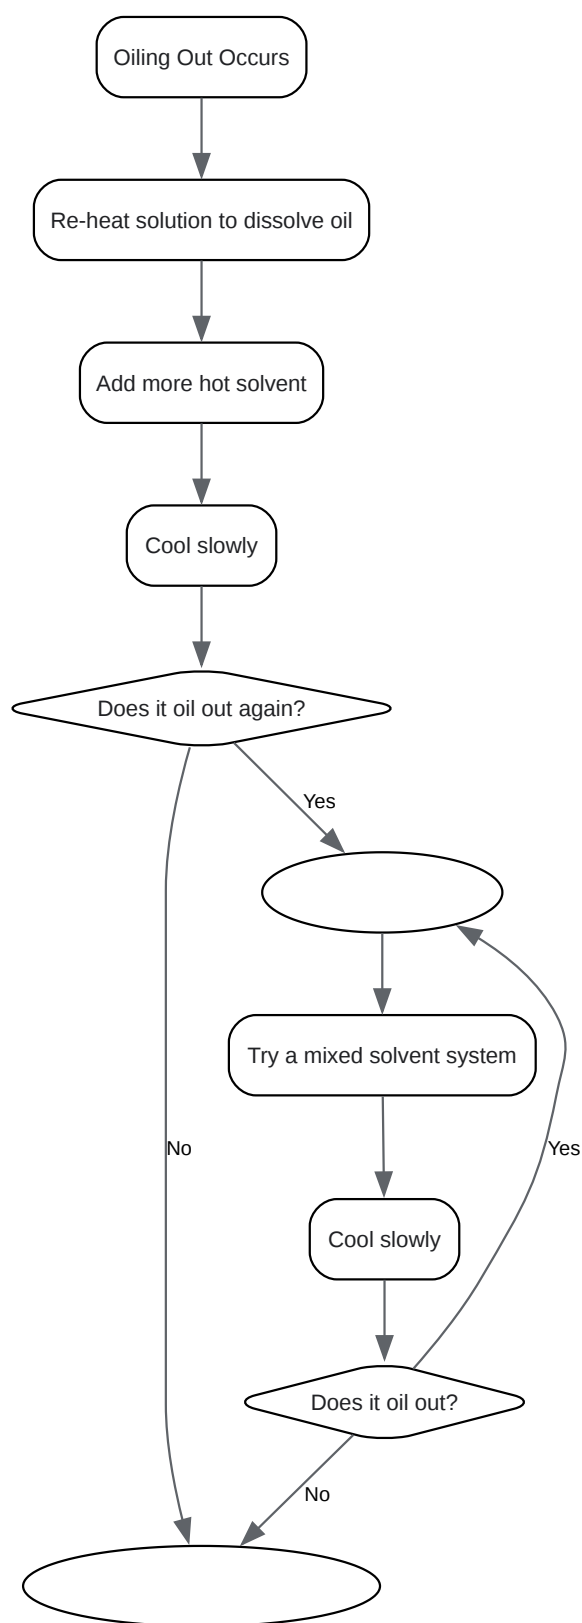 Oiling Out Occurs
Re-heat solution to dissolve oil
Add more hot solvent
Cool slowly
Does it oil out again?
Yes
Try a mixed solvent system
No
Yes
Cool slowly
Does it oil out?
No